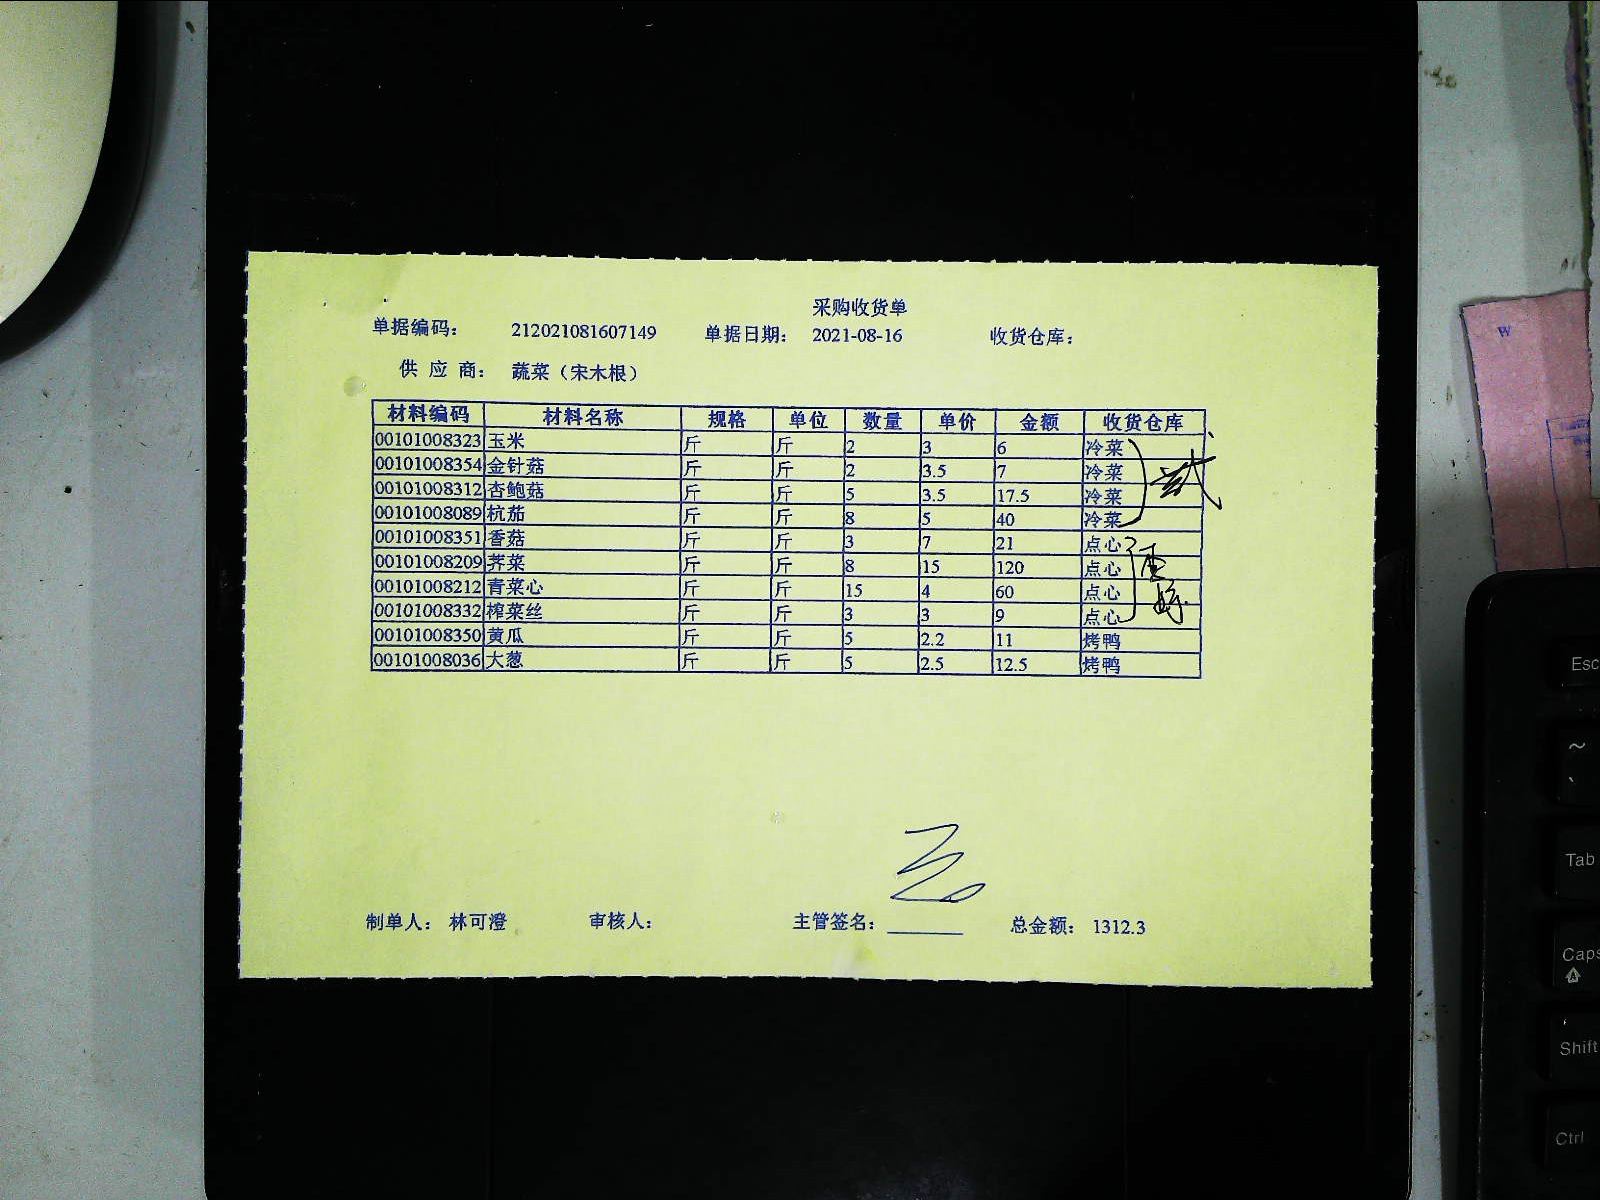 采购收货单
单据编码： 212021081607149 单据日期： 2021-08-16 收货仓库：
供 应 商： 蔬菜（宋木根）
材料编码 材料名称 规格 单位 数量 单价 金额 收货仓库
00101008323 玉米 斤 斤 2 3 6 冷菜
00101008354 金针菇 斤 斤 2 3.5 7 冷菜
00101008312 杏鲍菇 斤 斤 5 3.5 17.5 冷菜
00101008089 杭茄 斤 斤 8 5 40 冷菜
00101008351 香菇 斤 斤 3 7 21 点心
00101008209 荠菜 斤 斤 8 15 120 点心
00101008212 青菜心 斤 斤 15 4 60 点心
00101008332 榨菜丝 斤 斤 3 3 9 点心
00101008350 黄瓜 斤 斤 5 2.2 11 烤鸭
00101008036 大葱 斤 斤 5 2.5 12.5 烤鸭
制单人： 林可澄 审核人： 主管签名： 总金额： 1312.3
W
Esc
~
`
Tab
Caps
Shift
Ctrl